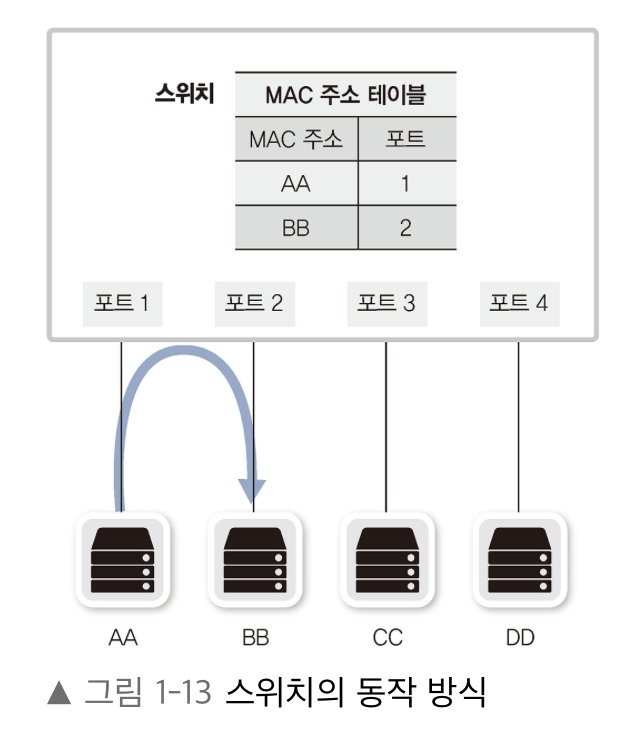 스위치
MAC 주소 테이블
MAC 주소 포트
AA 1
BB 2
포트 1 포트 2 포트 3 포트 4
AA BB CC DD
▲ 그림 1-13 스위치의 동작 방식